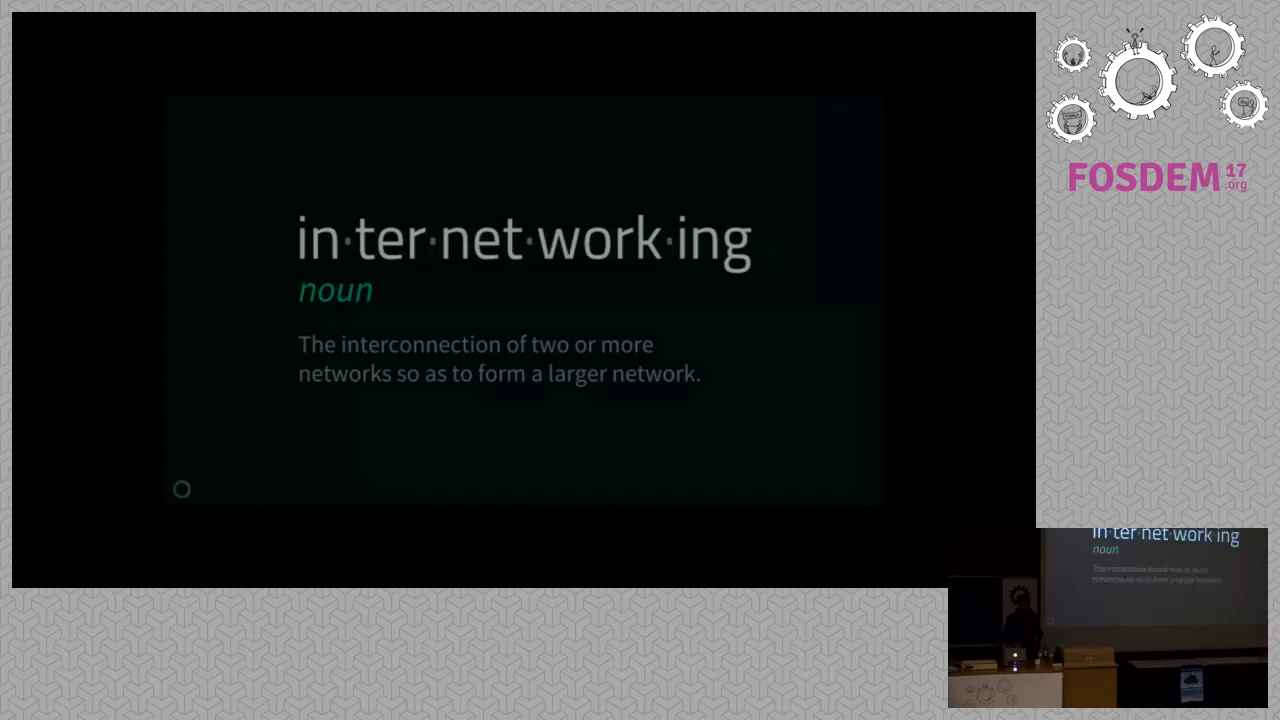 in·ter·net·work·ing
noun
The interconnection of two or more
networks so as to form a larger network.
FOSDEM 17
.org
in·ter·net·work·ing
noun